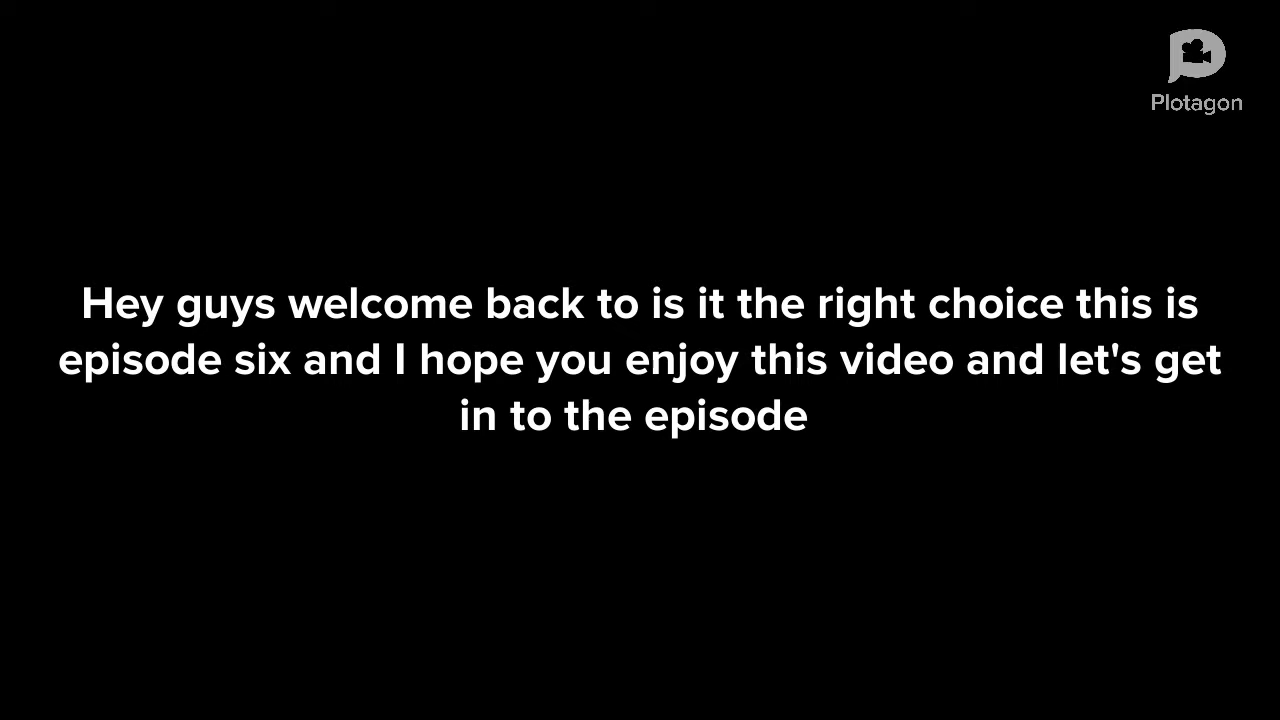 Plotagon
Hey guys welcome back to is it the right choice this is
episode six and I hope you enjoy this video and let's get
in to the episode